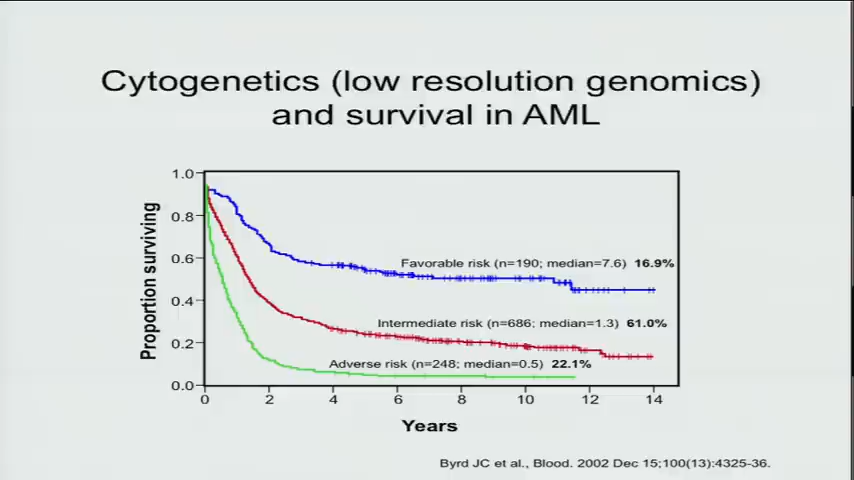 Cytogenetics (low resolution genomics)
and survival in AML
Proportion surviving
1.0
0.8
0.6
0.4
0.2
0.0
Favorable risk (n=190; median=7.6) 16.9%
Intermediate risk (n=686; median=1.3) 61.0%
Adverse risk (n=248; median=0.5) 22.1%
0 2 4 6 8 10 12 14
Years
Byrd JC et al., Blood. 2002 Dec 15;100(13):4325-36.